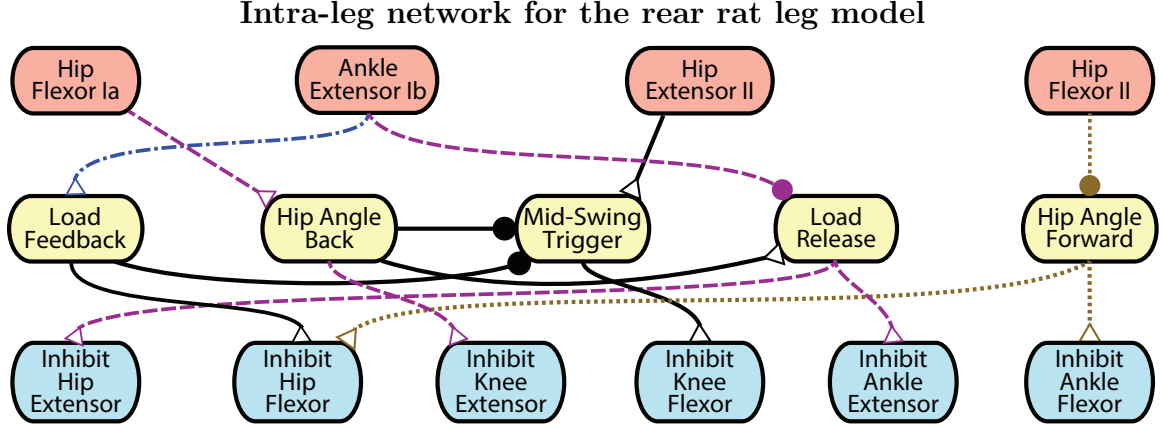 Intra-leg network for the rear rat leg model
Hip
Flexor Ia
Ankle
Extensor Ib
Hip
Extensor II
Hip
Flexor II
Load
Feedback
Hip Angle
Back
Mid-Swing
Trigger
Load
Release
Hip Angle
Forward
Inhibit
Hip
Extensor
Inhibit
Hip
Flexor
Inhibit
Knee
Extensor
Inhibit
Knee
Flexor
Inhibit
Ankle
Extensor
Inhibit
Ankle
Flexor